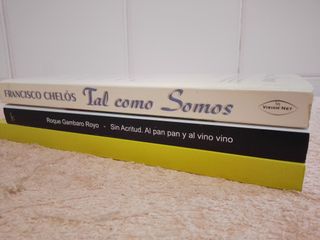 FRANCISCO CHELÓS Tal como Somos VISION NET
Roque Gambaro Royo - Sin Acritud. Al pan pan y al vino vino